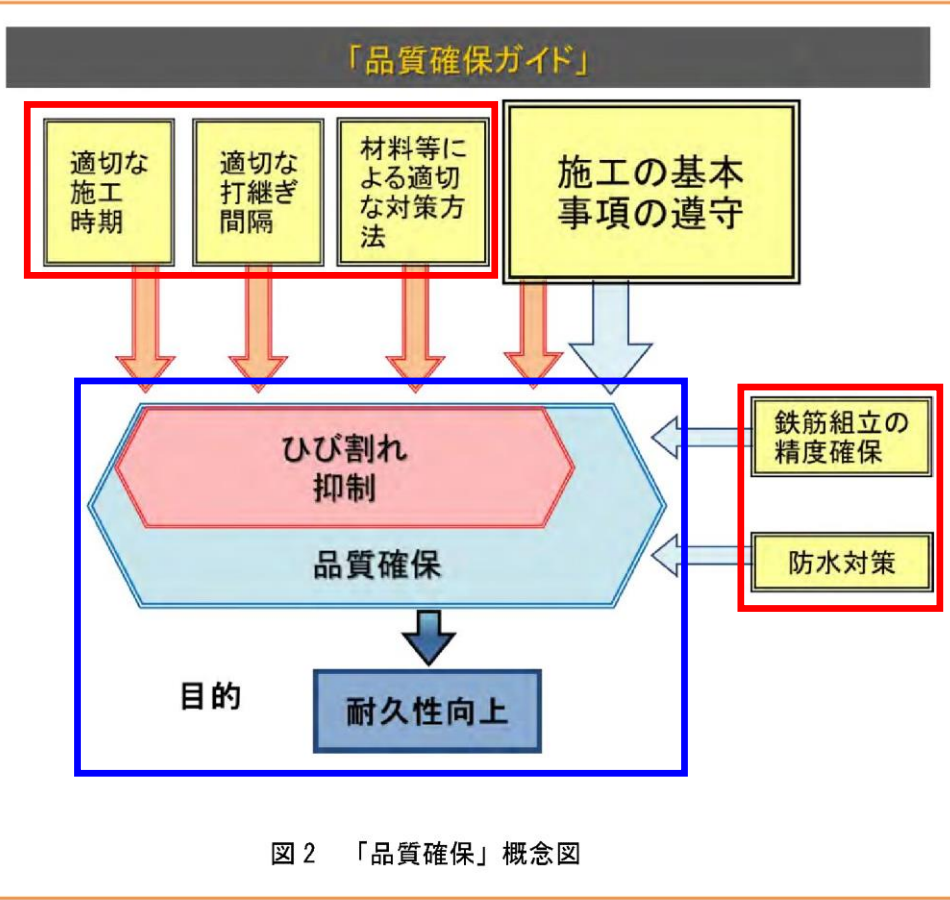 「品質確保ガイド」
適切な
施工
時期
適切な
打継ぎ
間隔
材料等に
よる適切
な対策方
法
施工の基本
事項の遵守
ひび割れ
抑制
品質確保
鉄筋組立の
精度確保
防水対策
目的
耐久性向上
図2 「品質確保」概念図